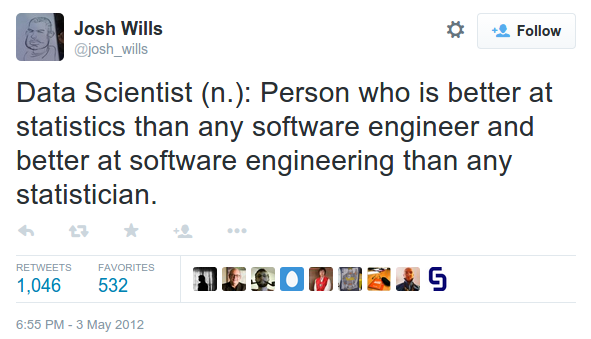 Josh Wills
@josh_wills
Follow
Data Scientist (n.): Person who is better at
statistics than any software engineer and
better at software engineering than any
statistician.
RETWEETS
FAVORITES
1,046
532
6:55 PM - 3 May 2012